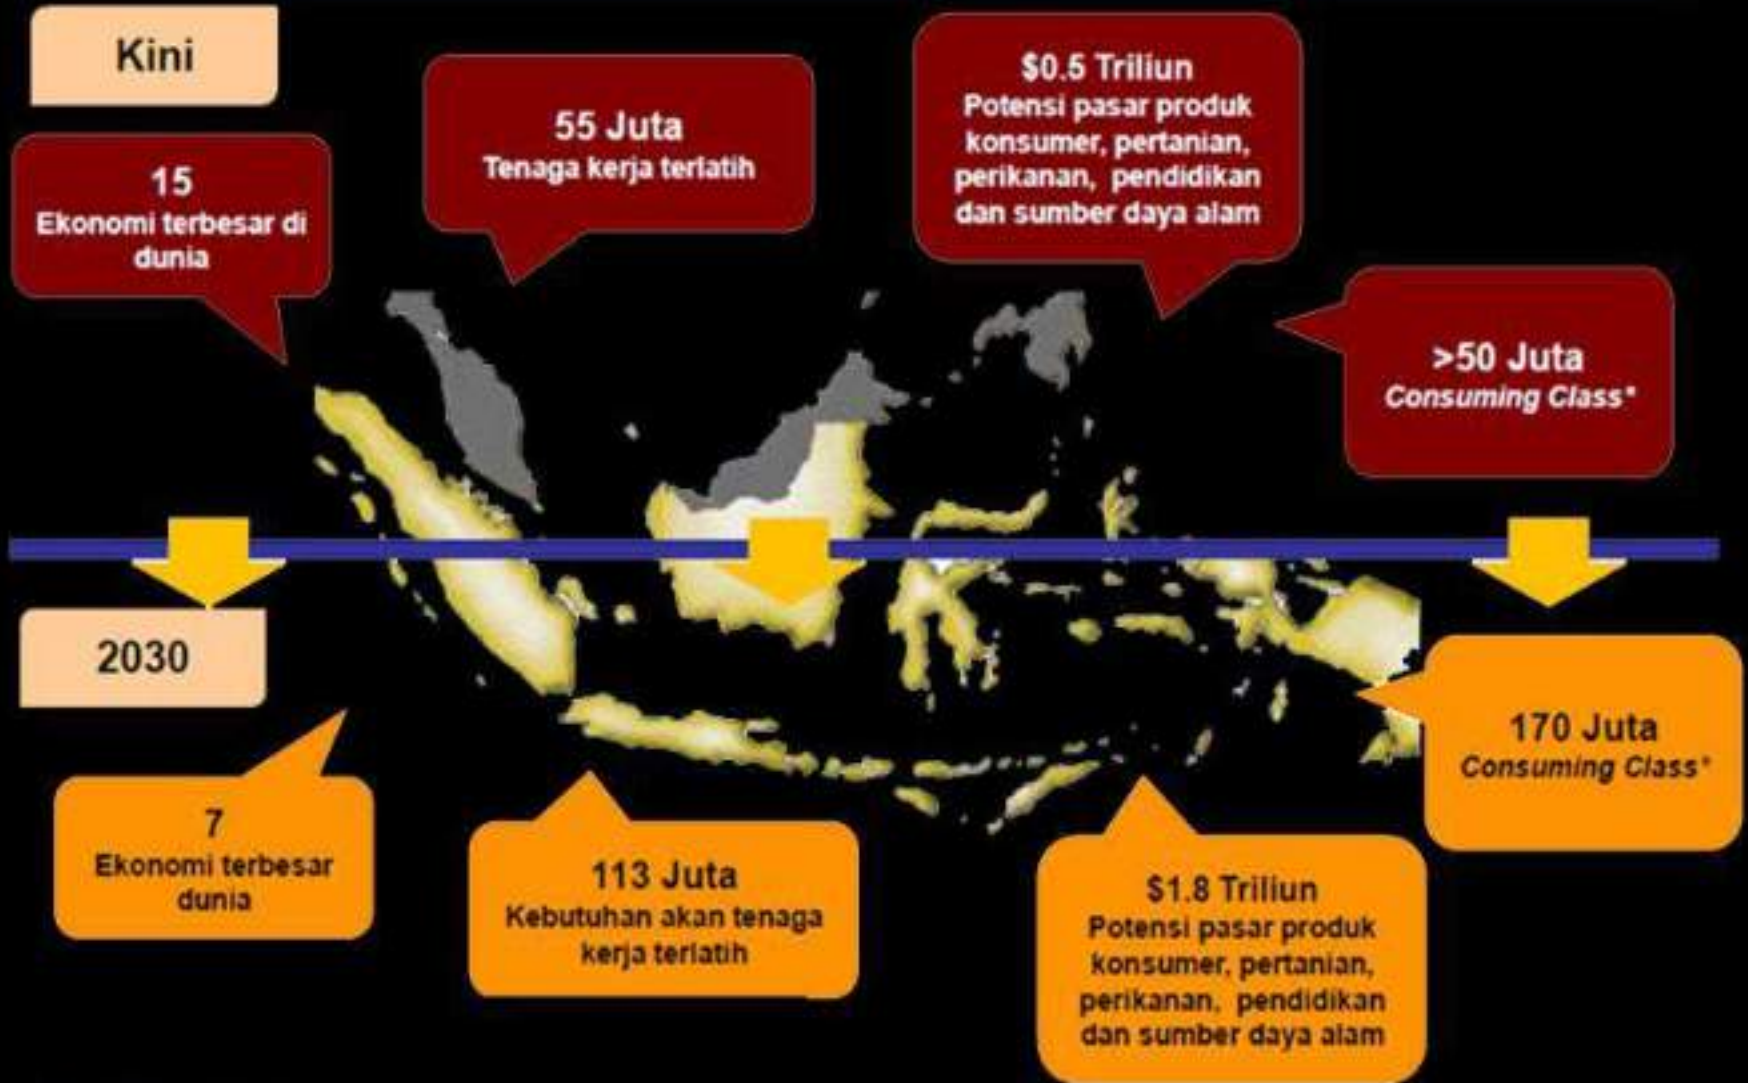 Kini
15
Ekonomi terbesar di
dunia
55 Juta
Tenaga kerja terlatih
$0.5 Triliun
Potensi pasar produk
konsumer, pertanian,
perikanan, pendidikan
dan sumber daya alam
>50 Juta
Consuming Class*
2030
7
Ekonomi terbesar
dunia
113 Juta
Kebutuhan akan tenaga
kerja terlatih
$1.8 Triliun
Potensi pasar produk
konsumer, pertanian,
perikanan, pendidikan
dan sumber daya alam
170 Juta
Consuming Class*